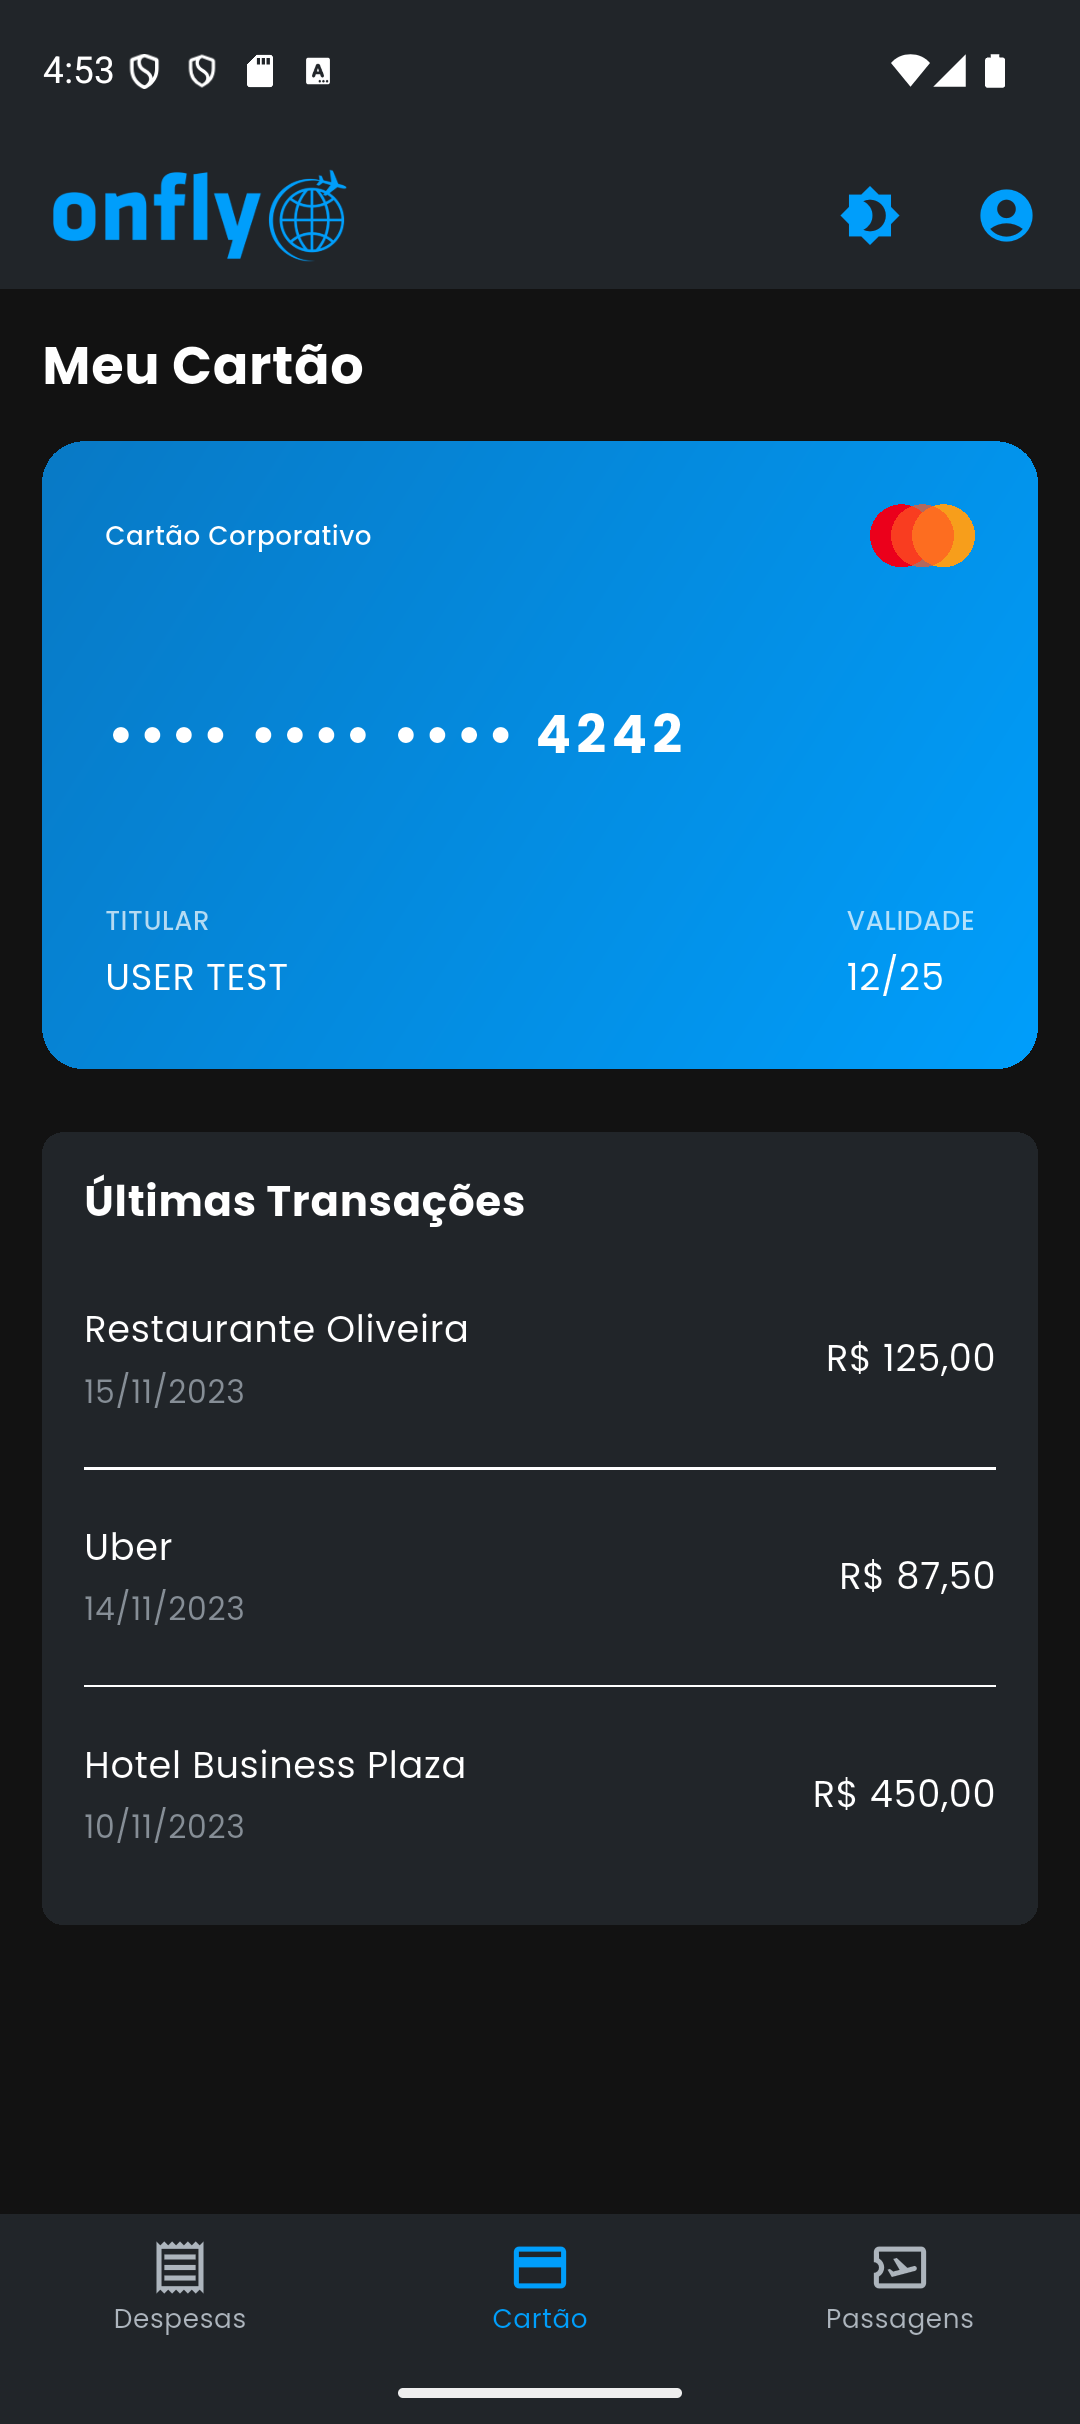 4:53
onfly
Meu Cartão
Cartão Corporativo
•••• •••• •••• 4242
TITULAR
VALIDADE
USER TEST
12/25
Últimas Transações
Restaurante Oliveira
R$ 125,00
15/11/2023
Uber
R$ 87,50
14/11/2023
Hotel Business Plaza
R$ 450,00
10/11/2023
Despesas
Cartão
Passagens